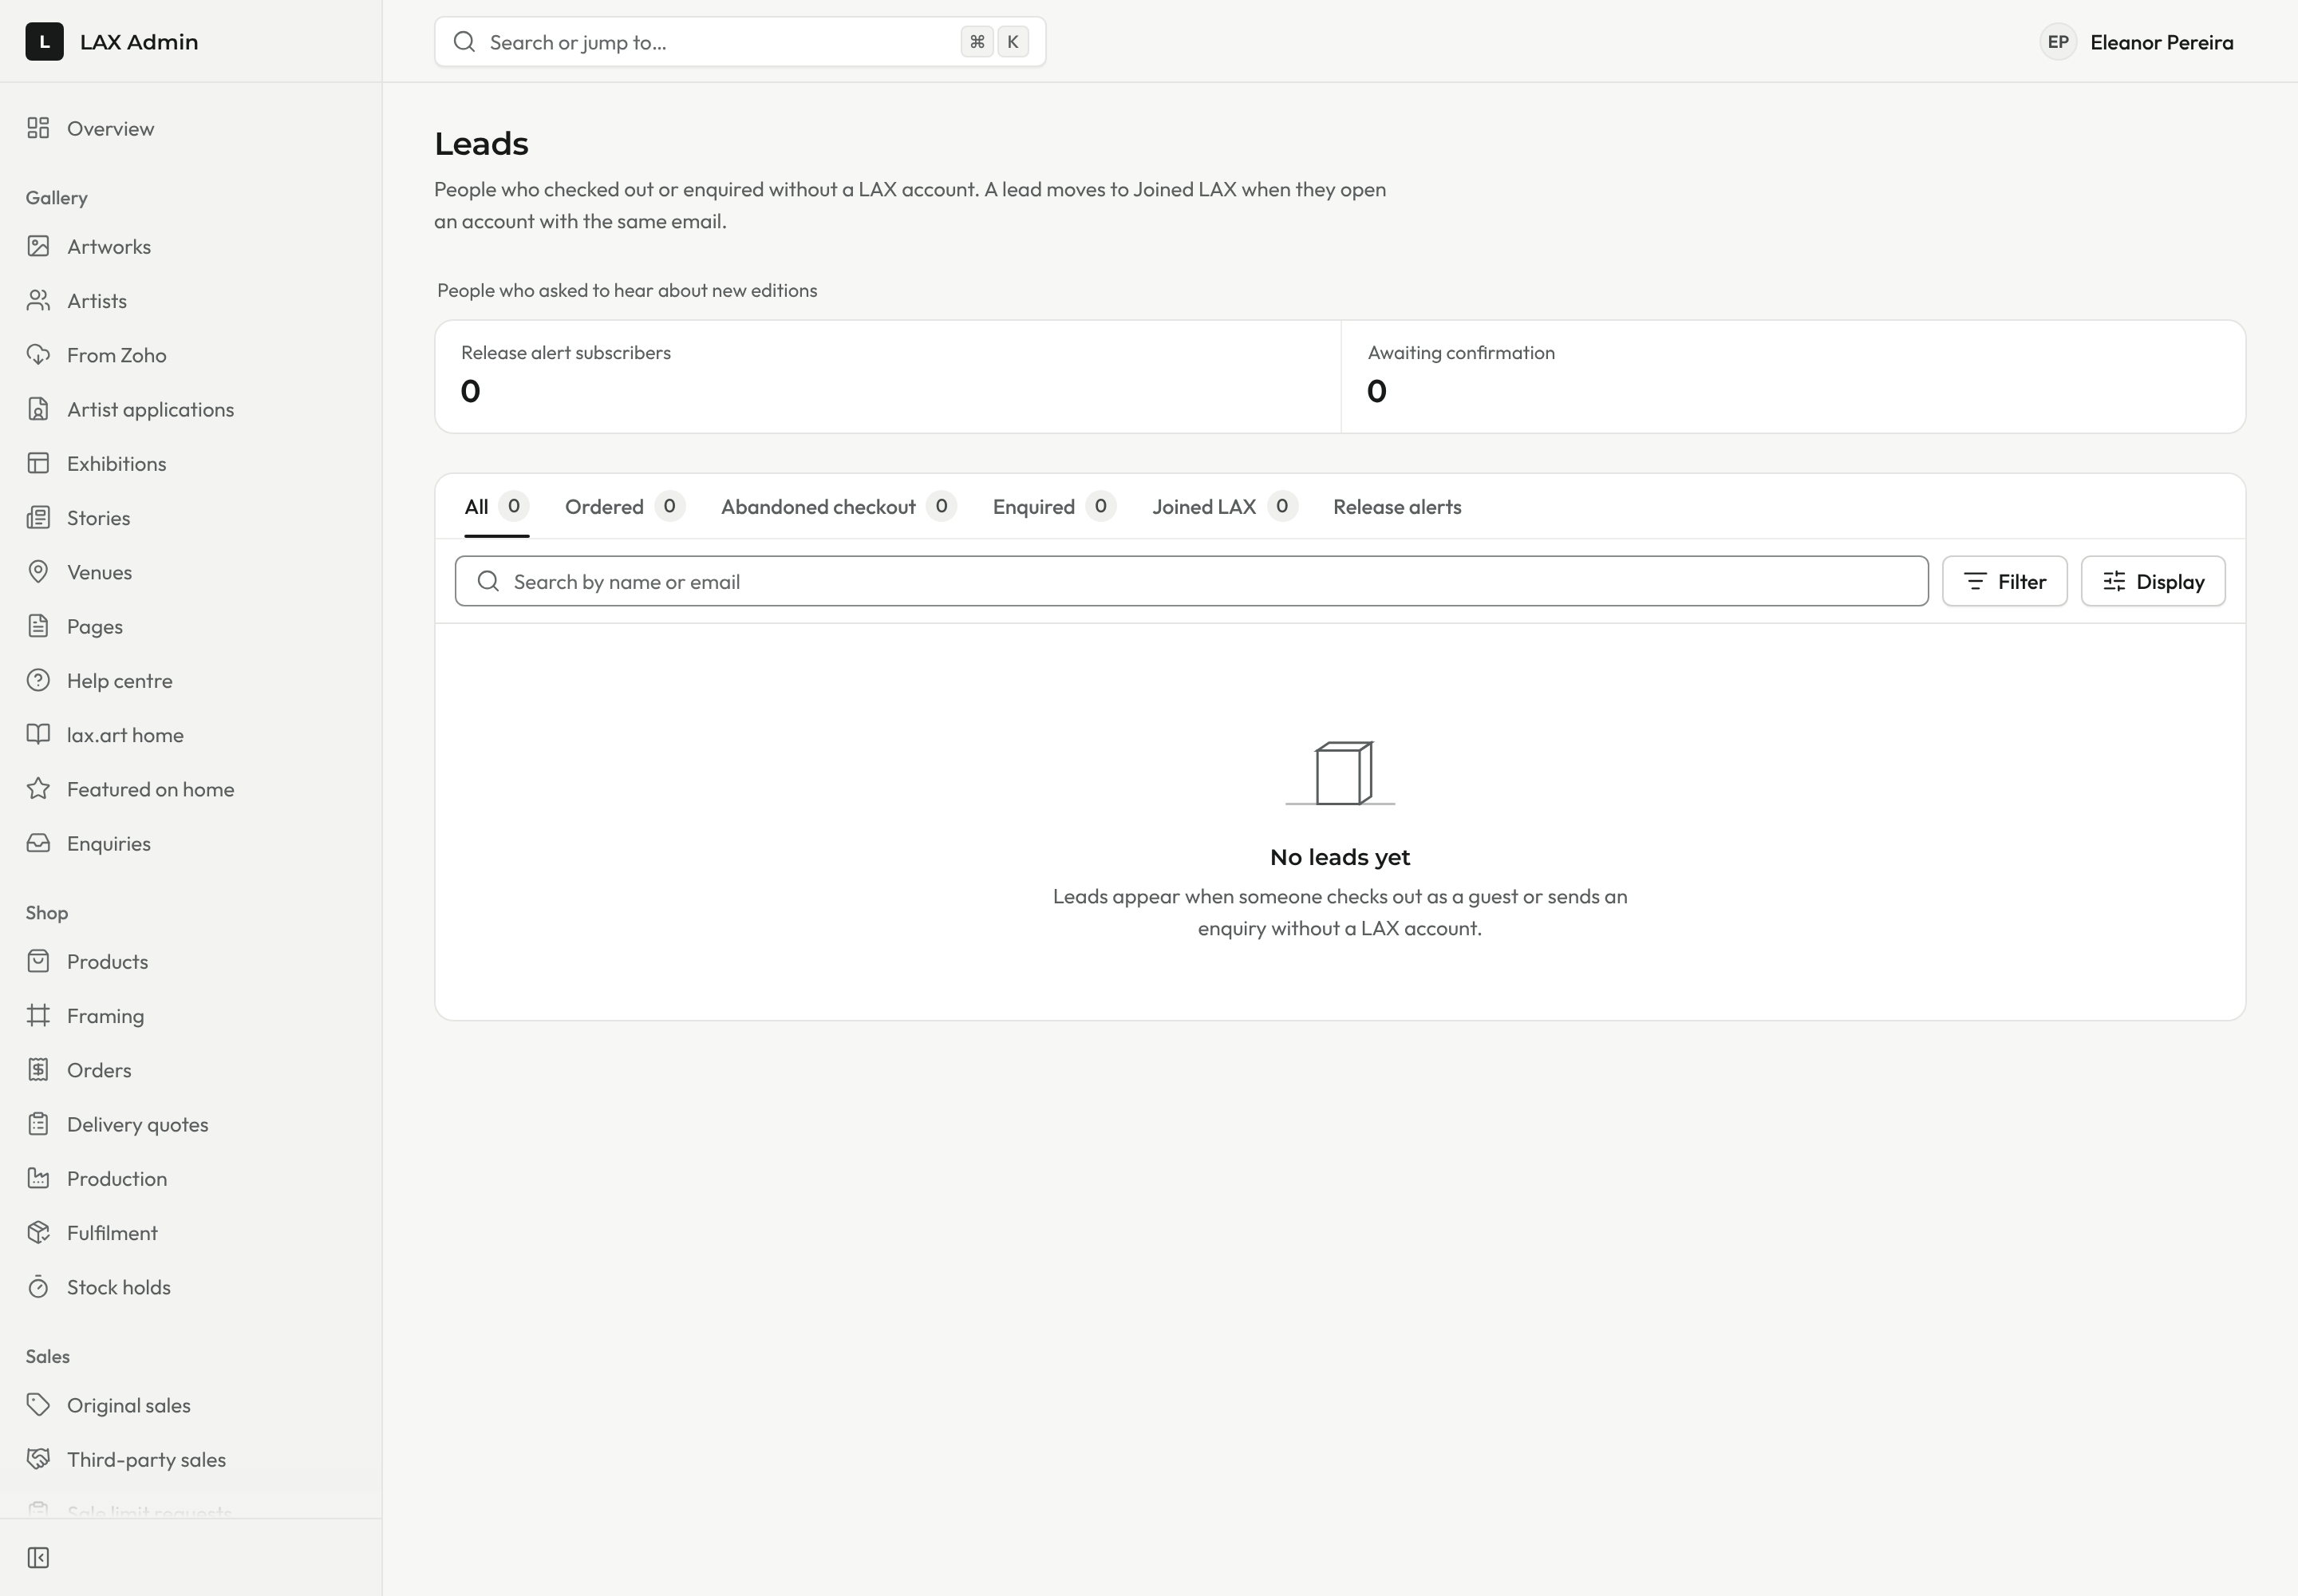 L
LAX Admin
Search or jump to...
⌘ K
EP
Eleanor Pereira
Overview
Gallery
Artworks
Artists
From Zoho
Artist applications
Exhibitions
Stories
Venues
Pages
Help centre
lax.art home
Featured on home
Enquiries
Shop
Products
Framing
Orders
Delivery quotes
Production
Fulfilment
Stock holds
Sales
Original sales
Third-party sales
Sale limit requests
Leads
People who checked out or enquired without a LAX account. A lead moves to Joined LAX when they open
an account with the same email.
People who asked to hear about new editions
Release alert subscribers
0
Awaiting confirmation
0
All 0 Ordered 0 Abandoned checkout 0 Enquired 0 Joined LAX 0 Release alerts
Search by name or email
Filter
Display
No leads yet
Leads appear when someone checks out as a guest or sends an
enquiry without a LAX account.